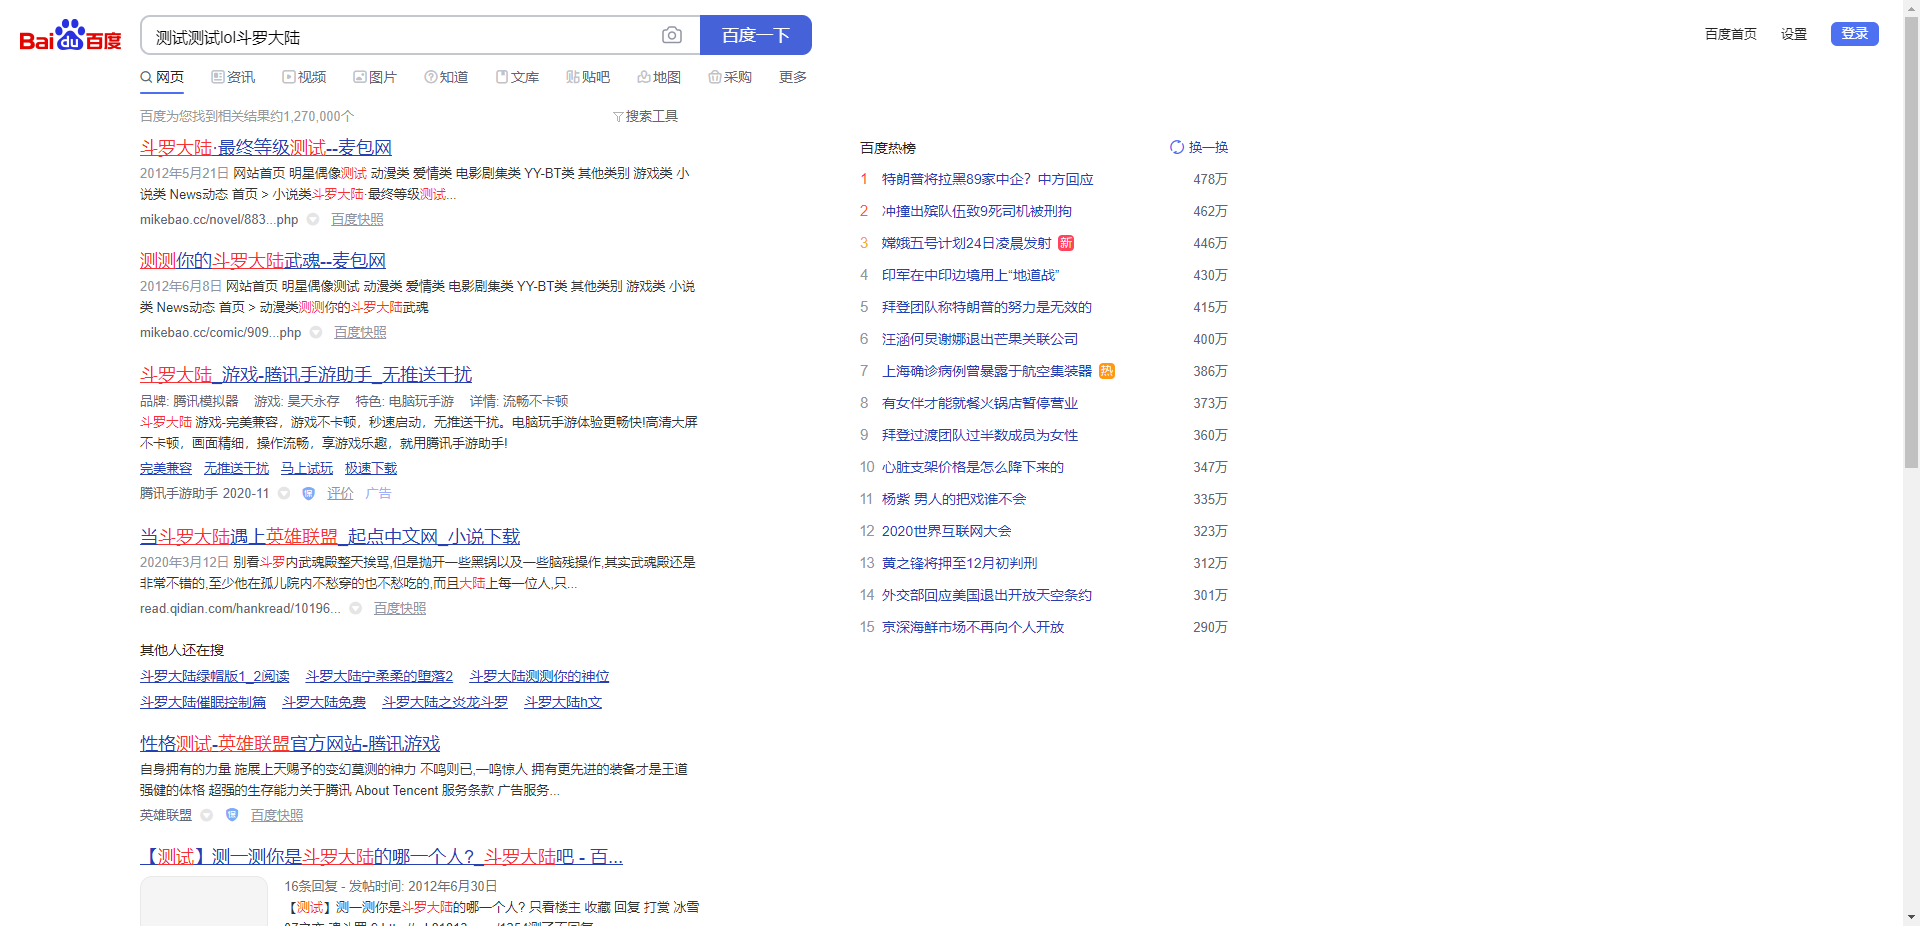 Bai du 百度
测试测试lol斗罗大陆
百度一下
百度首页 设置 登录
网页 资讯 视频 图片 知道 文库 贴吧 地图 采购 更多
百度为您找到相关结果约1,270,000个
搜索工具
斗罗大陆·最终等级测试--麦包网
2012年5月21日 网站首页 明星偶像测试 动漫类 爱情类 电影剧集类 YY-BT类 其他类别 游戏类 小
说类 News动态 首页 > 小说类斗罗大陆·最终等级测试...
mikebao.cc/novel/883...php 百度快照
测测你的斗罗大陆武魂--麦包网
2012年6月8日 网站首页 明星偶像测试 动漫类 爱情类 电影剧集类 YY-BT类 其他类别 游戏类 小说
类 News动态 首页 > 动漫类测测你的斗罗大陆武魂
mikebao.cc/comic/909...php 百度快照
斗罗大陆_游戏-腾讯手游助手_无推送干扰
品牌: 腾讯模拟器 游戏: 昊天永存 特色: 电脑玩手游 详情: 流畅不卡顿
斗罗大陆 游戏-完美兼容，游戏不卡顿，秒速启动，无推送干扰。电脑玩手游体验更畅快!高清大屏
不卡顿，画面精细，操作流畅，享游戏乐趣，就用腾讯手游助手!
完美兼容 无推送干扰 马上试玩 极速下载
腾讯手游助手 2020-11 保 评价 广告
当斗罗大陆遇上英雄联盟_起点中文网_小说下载
2020年3月12日 别看斗罗内武魂殿整天挨骂,但是抛开一些黑锅以及一些脑残操作,其实武魂殿还是
非常不错的,至少他在孤儿院内不愁穿的也不愁吃的,而且大陆上每一位人,只...
read.qidian.com/hankread/10196... 百度快照
其他人还在搜
斗罗大陆绿帽版1_2阅读 斗罗大陆宁柔柔的堕落2 斗罗大陆测测你的神位
斗罗大陆催眠控制篇 斗罗大陆免费 斗罗大陆之炎龙斗罗 斗罗大陆h文
性格测试-英雄联盟官方网站-腾讯游戏
自身拥有的力量 施展上天赐予的变幻莫测的神力 不鸣则已,一鸣惊人 拥有更先进的装备才是王道
强健的体格 超强的生存能力关于腾讯 About Tencent 服务条款 广告服务...
英雄联盟 保 百度快照
【测试】测一测你是斗罗大陆的哪一个人?_斗罗大陆吧 - 百...
16条回复 - 发帖时间: 2012年6月30日
【测试】测一测你是斗罗大陆的哪一个人? 只看楼主 收藏 回复 打赏 冰雪
百度热榜 换一换
1 特朗普将拉黑89家中企？中方回应 478万
2 冲撞出殡队伍致9死司机被刑拘 462万
3 嫦娥五号计划24日凌晨发射 新 446万
4 印军在中印边境用上“地道战” 430万
5 拜登团队称特朗普的努力是无效的 415万
6 汪涵何炅谢娜退出芒果关联公司 400万
7 上海确诊病例曾暴露于航空集装器 热 386万
8 有女伴才能就餐火锅店暂停营业 373万
9 拜登过渡团队过半数成员为女性 360万
10 心脏支架价格是怎么降下来的 347万
11 杨紫 男人的把戏谁不会 335万
12 2020世界互联网大会 323万
13 黄之锋将押至12月初判刑 312万
14 外交部回应美国退出开放天空条约 301万
15 京深海鲜市场不再向个人开放 290万